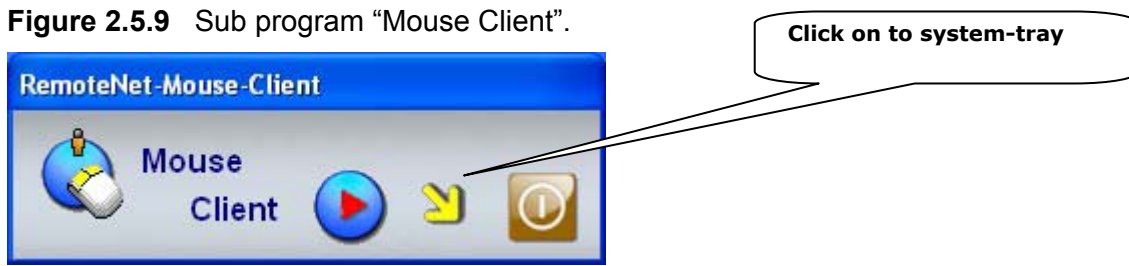 Figure 2.5.9 Sub program “Mouse Client”.
Click on to system-tray
RemoteNet-Mouse-Client
Mouse
Client